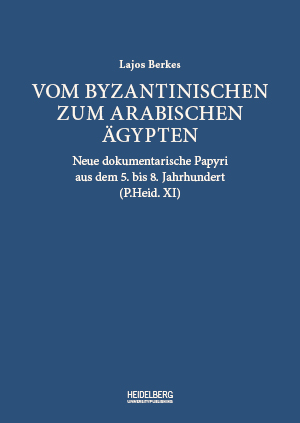 Lajos Berkes
VOM BYZANTINISCHEN
ZUM ARABISCHEN
ÄGYPTEN
Neue dokumentarische Papyri
aus dem 5. bis 8. Jahrhundert
(P.Heid. XI)
HEIDELBERG
UNIVERSITY PUBLISHING